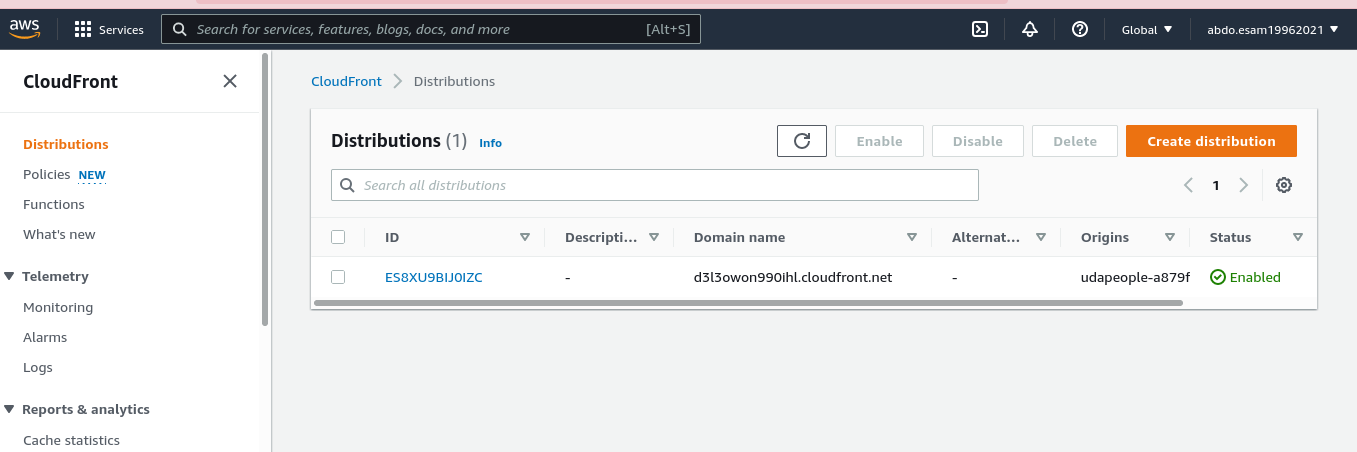 aws
Services
Search for services, features, blogs, docs, and more
[Alt+S]
Global
abdo.esam19962021
CloudFront
Distributions
Policies NEW
Functions
What's new
Telemetry
Monitoring
Alarms
Logs
Reports & analytics
Cache statistics
CloudFront
Distributions
Distributions (1) Info
Enable
Disable
Delete
Create distribution
Search all distributions
1
ID Descripti... Domain name Alternat... Origins Status
ES8XU9BIJ0IZC - d3l3owon990ihl.cloudfront.net - udapeople-a879f Enabled